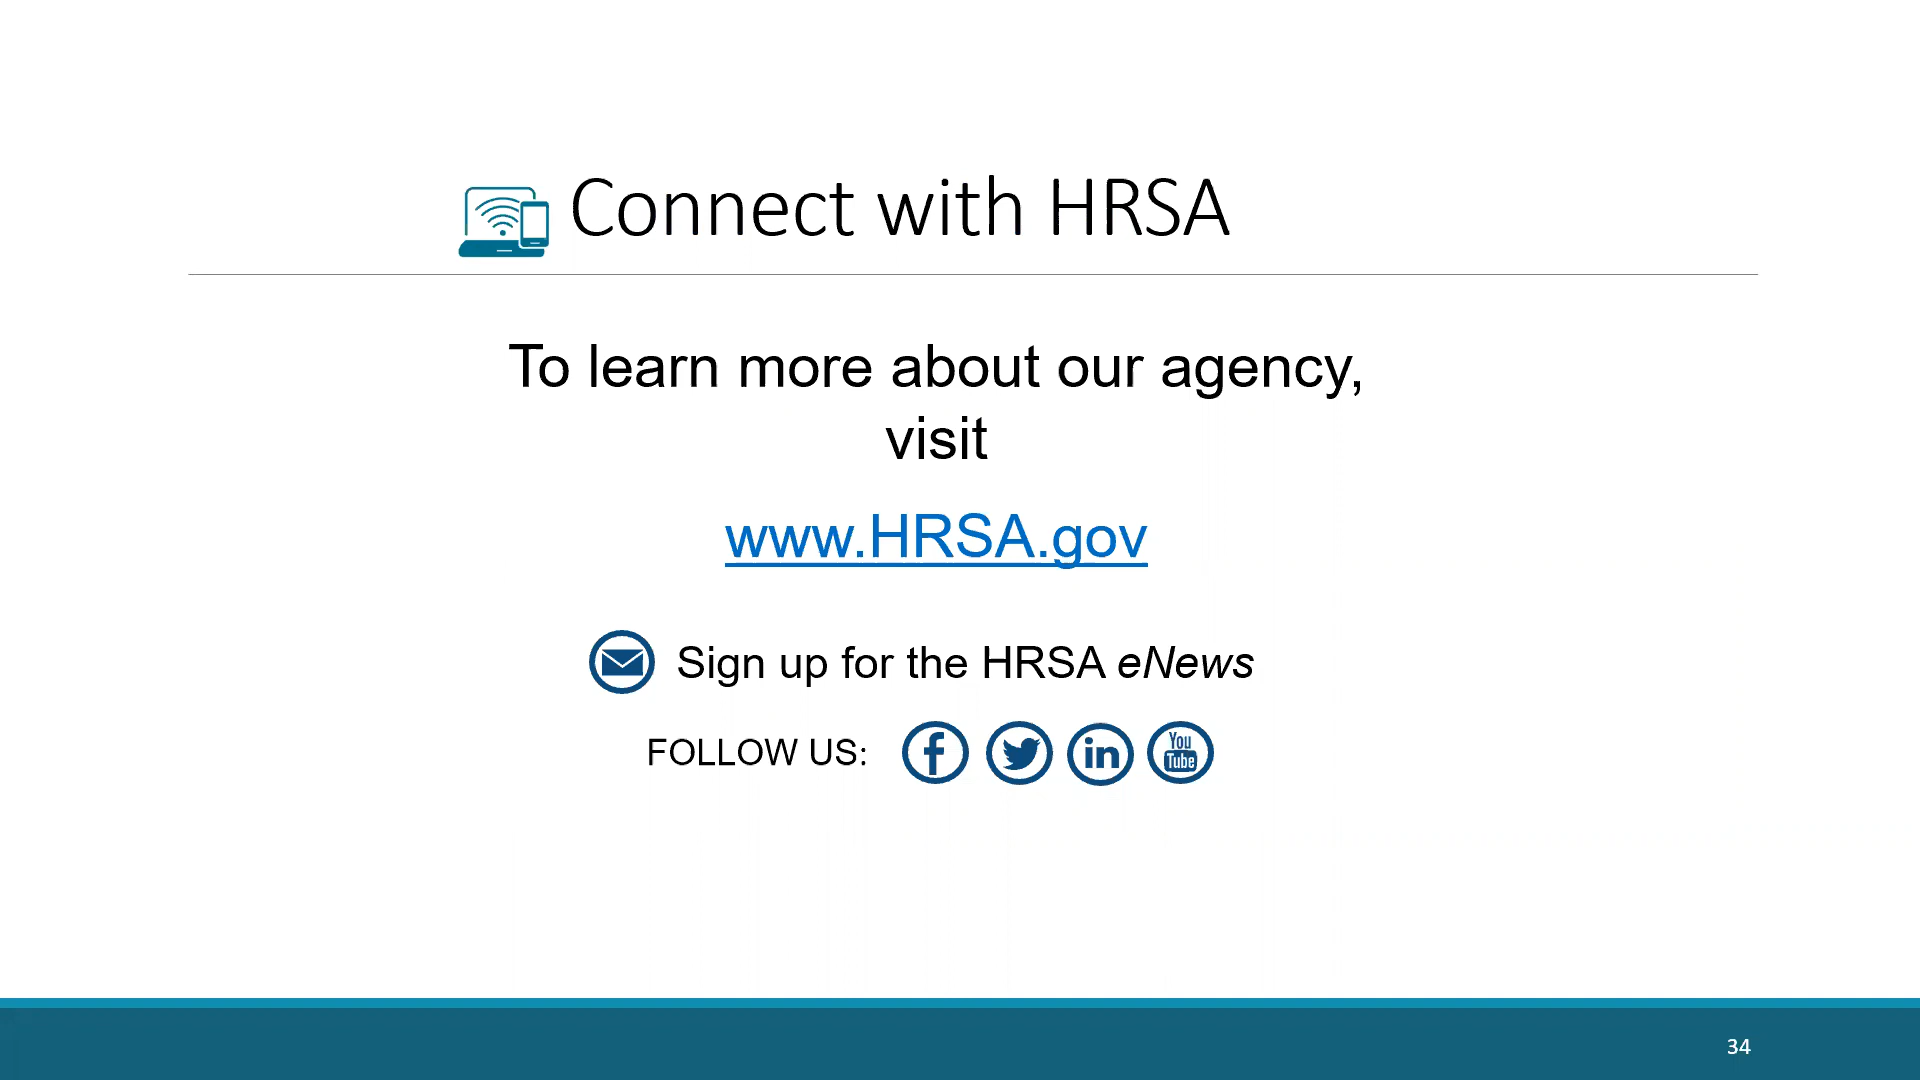 Connect with HRSA
To learn more about our agency,
visit
www.HRSA.gov
Sign up for the HRSA eNews
FOLLOW US:
You
Tube
34